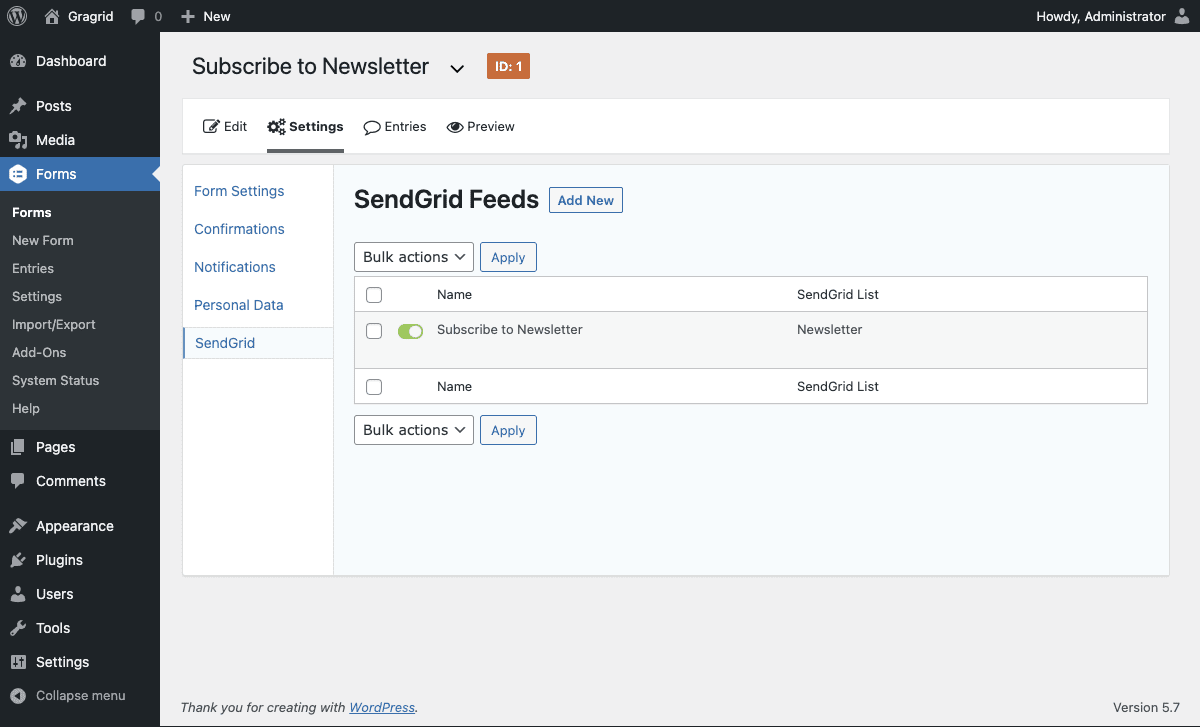 Gragrid 0 New Howdy, Administrator
Dashboard
Posts
Media
Forms
Forms
New Form
Entries
Settings
Import/Export
Add-Ons
System Status
Help
Pages
Comments
Appearance
Plugins
Users
Tools
Settings
Collapse menu
Subscribe to Newsletter ID: 1
Edit Settings Entries Preview
Form Settings
Confirmations
Notifications
Personal Data
SendGrid
SendGrid Feeds Add New
Bulk actions Apply
Name SendGrid List
Subscribe to Newsletter Newsletter
Name SendGrid List
Bulk actions Apply
Thank you for creating with WordPress. Version 5.7